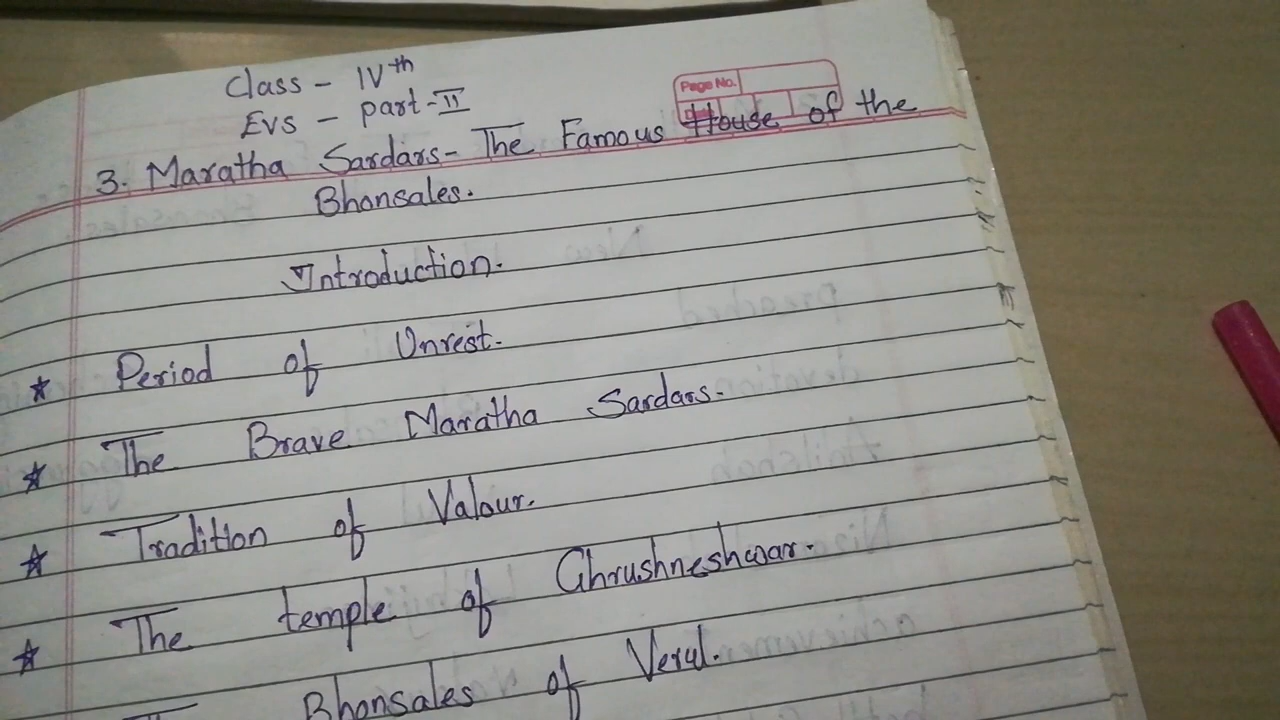 Class - IVth
EVS - Part-II
Page No.
3. Maratha Sardars- The Famous House of the
Bhonsales.
Introduction.
★ Period of Unrest.
★ The Brave Maratha Sardars.
★ Tradition of Valour.
★ The temple of Ghrushneshwar.
Bhonsales of Verul.